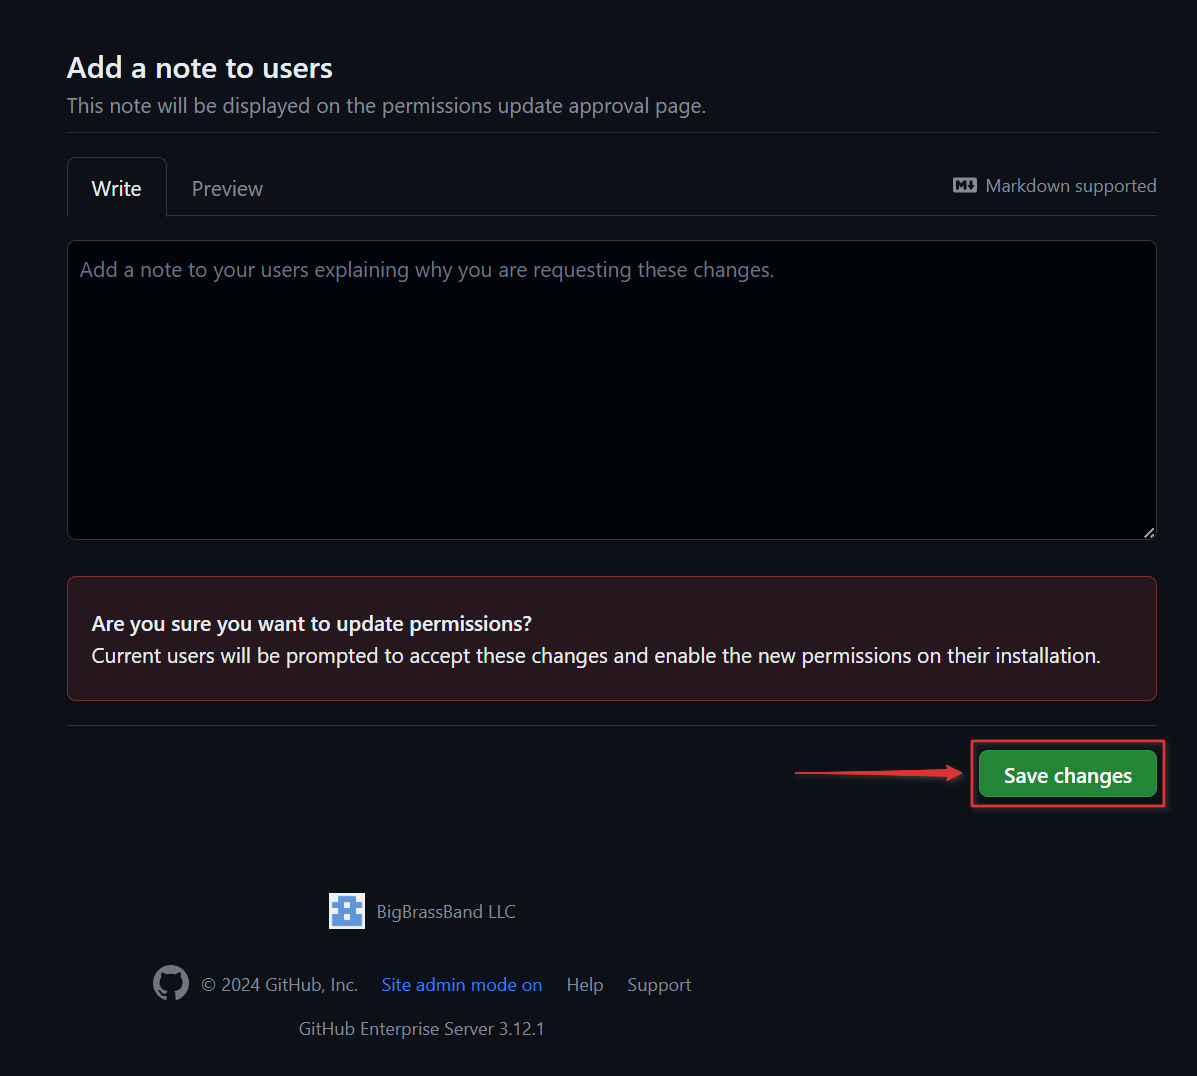 Add a note to users
This note will be displayed on the permissions update approval page.
Write
Preview
Markdown supported
Add a note to your users explaining why you are requesting these changes.
Are you sure you want to update permissions?
Current users will be prompted to accept these changes and enable the new permissions on their installation.
Save changes
BigBrassBand LLC
© 2024 GitHub, Inc. Site admin mode on Help Support
GitHub Enterprise Server 3.12.1